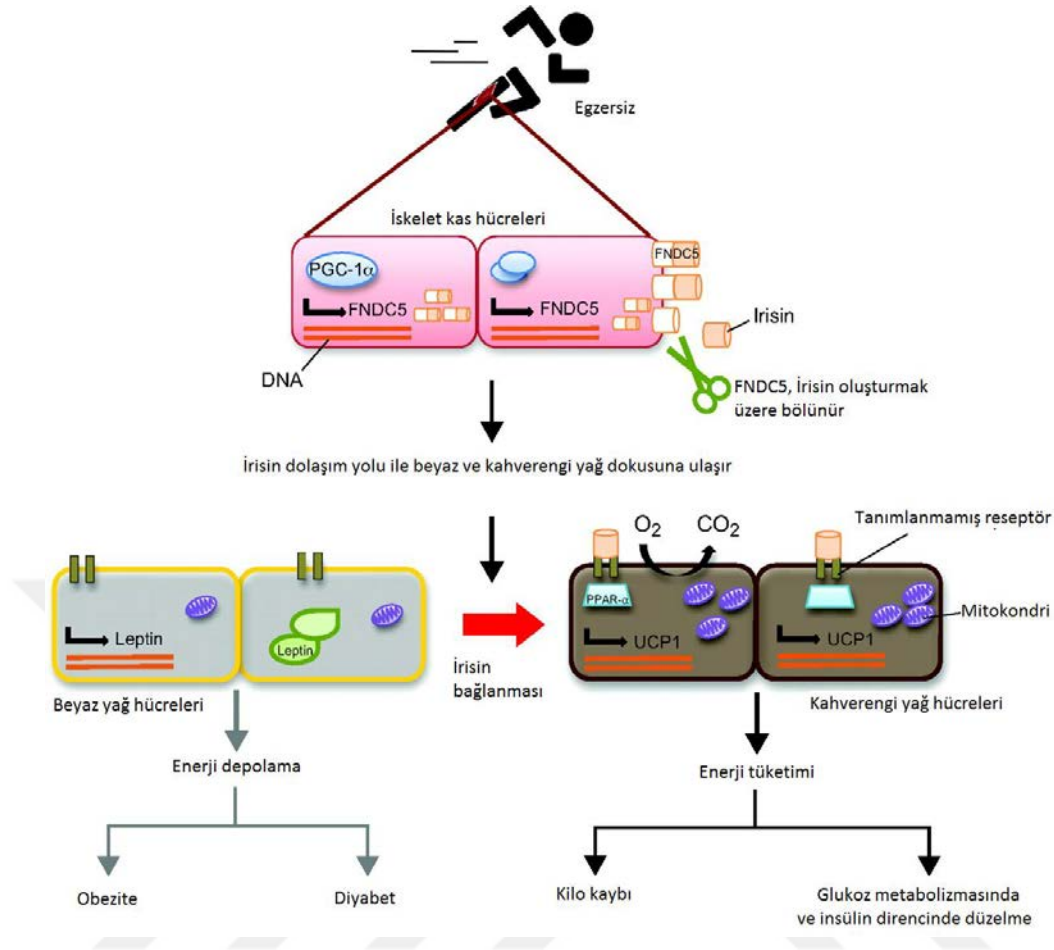 Egzersiz
İskelet kas hücreleri
PGC-1α
FNDC5
FNDC5
FNDC5
Irisin
DNA
FNDC5, İrisin oluşturmak
üzere bölünür
İrisin dolaşım yolu ile beyaz ve kahverengi yağ dokusuna ulaşır
O2
CO2
Tanımlanmamış reseptör
PPAR-α
Mitokondri
Leptin
Leptin
UCP1
UCP1
İrisin
bağlanması
Beyaz yağ hücreleri
Kahverengi yağ hücreleri
Enerji depolama
Enerji tüketimi
Obezite
Diyabet
Kilo kaybı
Glukoz metabolizmasında
ve insülin direncinde düzelme